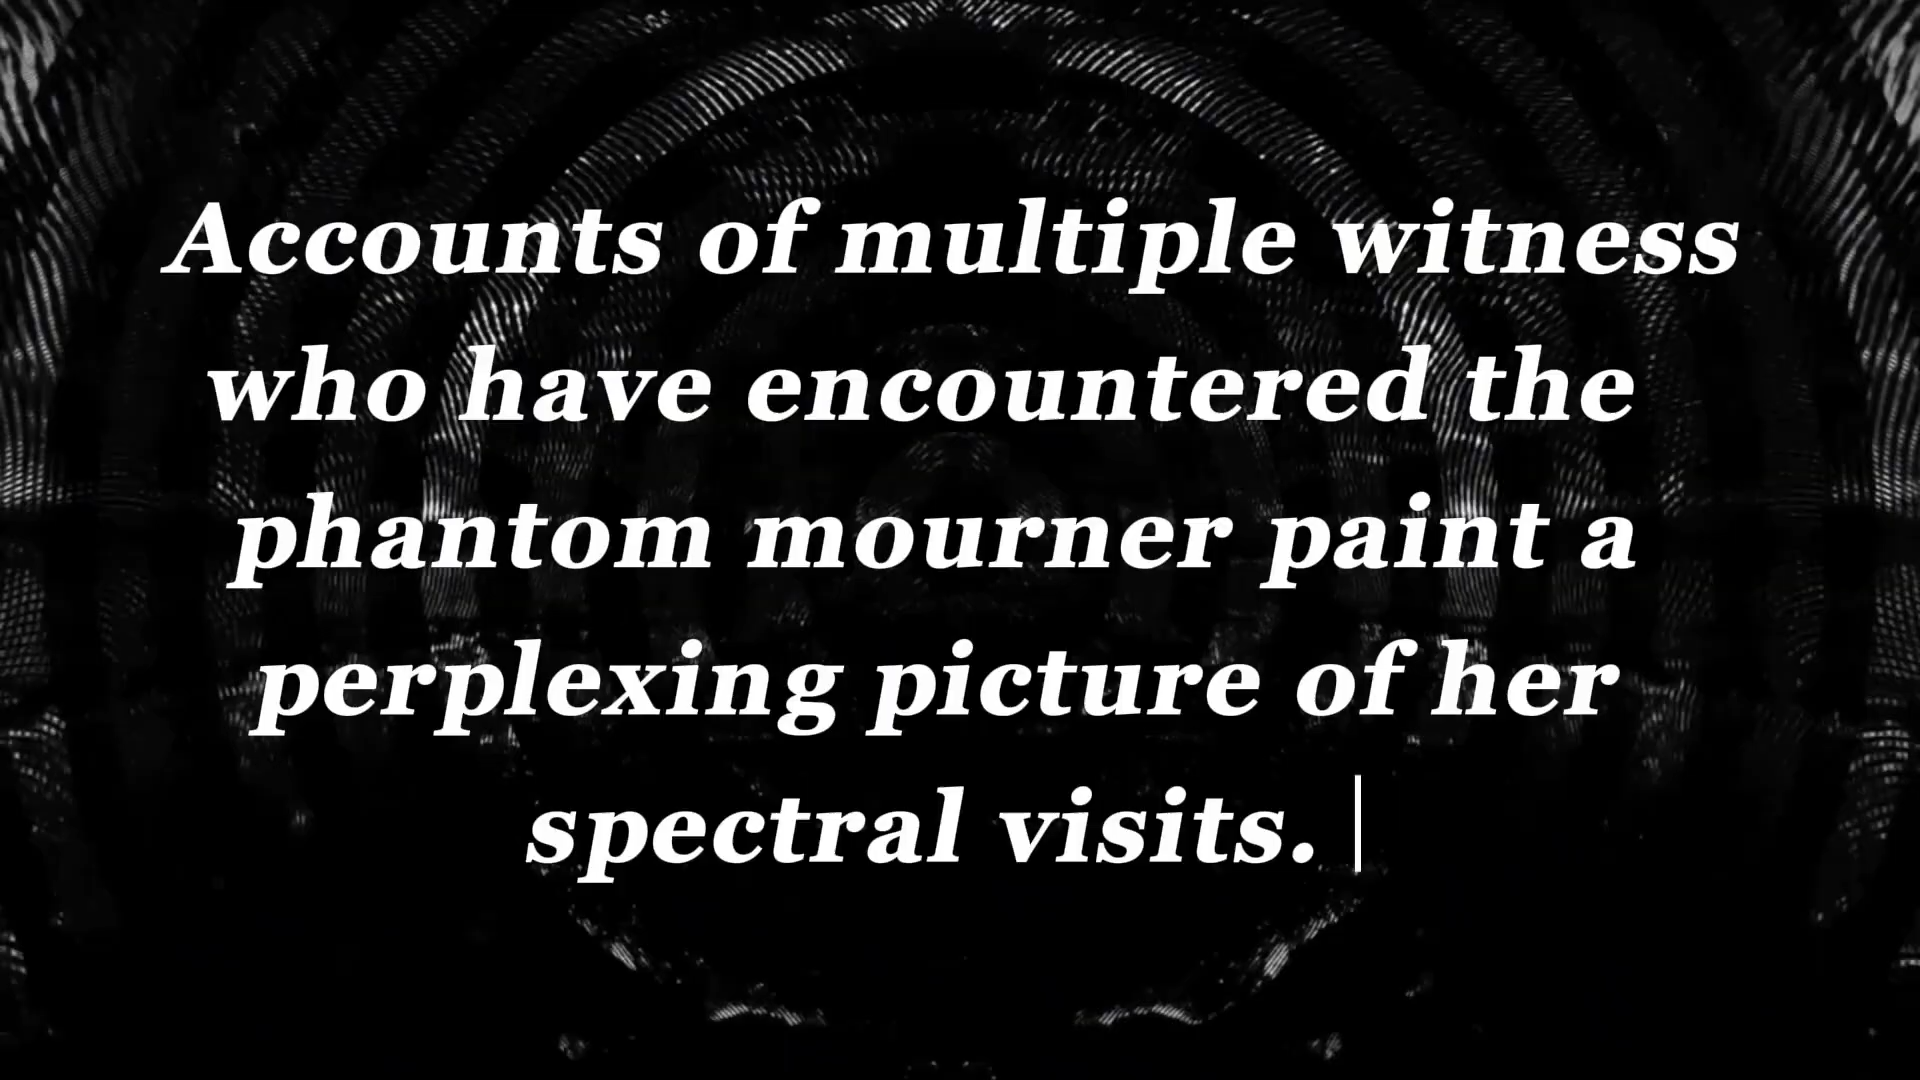 Accounts of multiple witness
who have encountered the
phantom mourner paint a
perplexing picture of her
spectral visits.